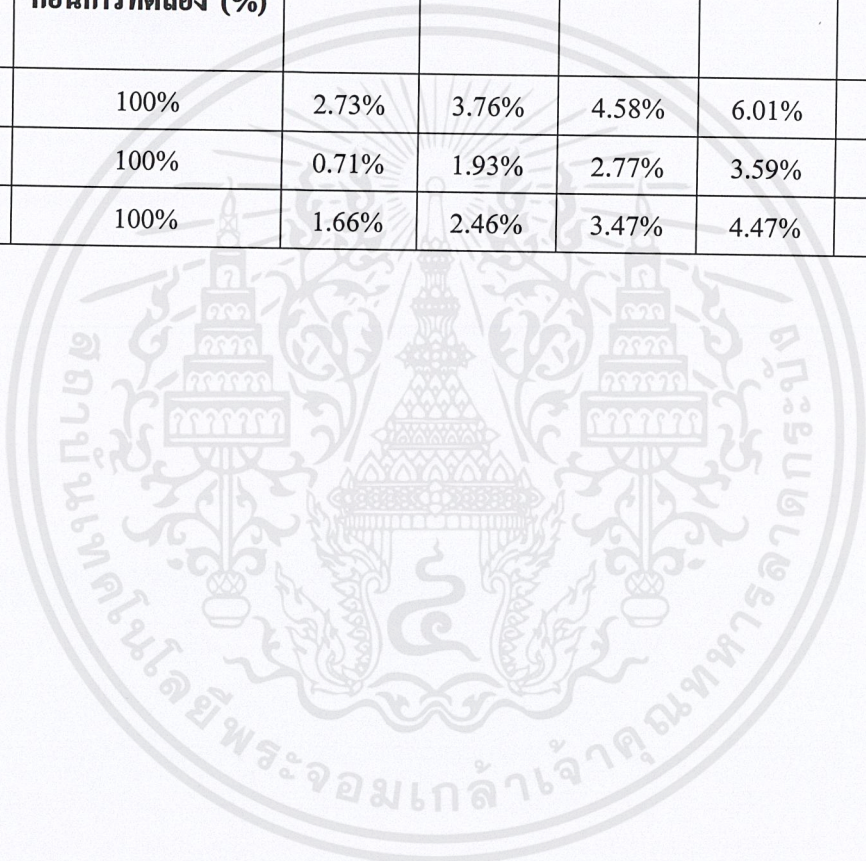 ก่อนการทดลอง (%)
100% 2.73% 3.76% 4.58% 6.01%
100% 0.71% 1.93% 2.77% 3.59%
100% 1.66% 2.46% 3.47% 4.47%
สถาบันเทคโนโลยีพระจอมเกล้าเจ้าคุณทหารลาดกระบัง